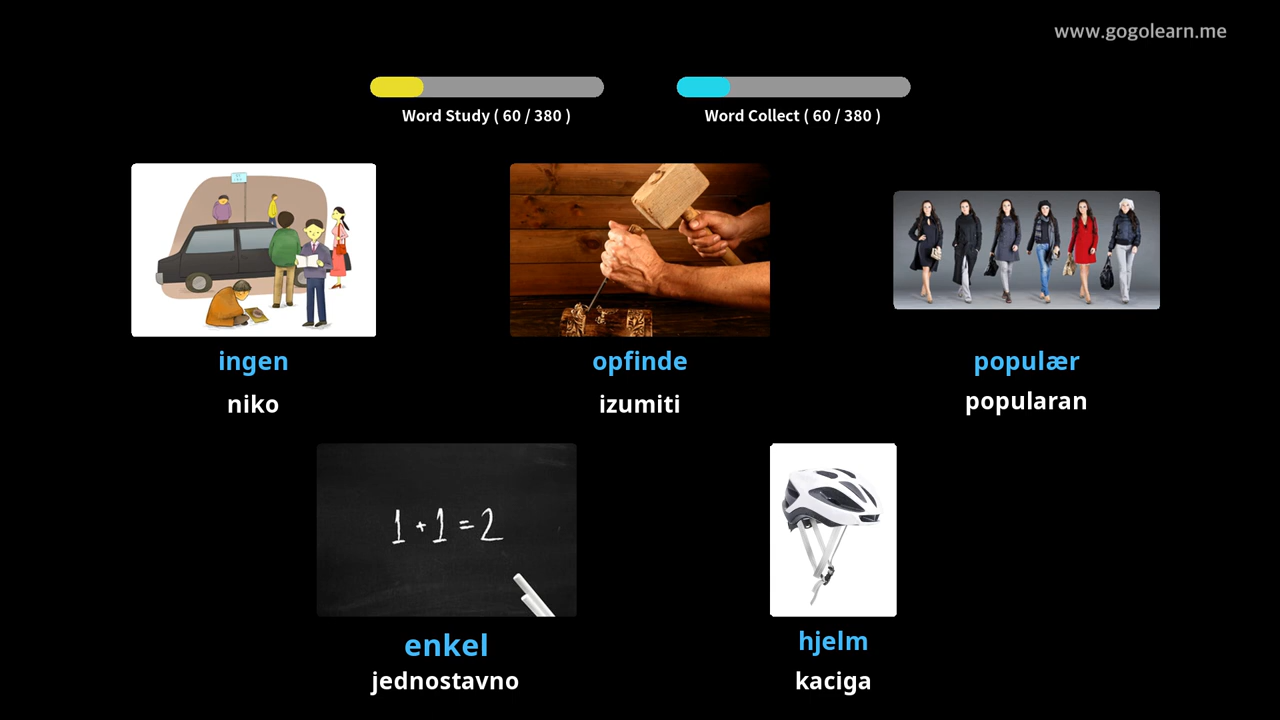 www.gogolearn.me
Word Study ( 60 / 380 )
Word Collect ( 60 / 380 )
ingen
niko
opfinde
izumiti
populær
popularan
1 + 1 = 2
enkel
jednostavno
hjelm
kaciga